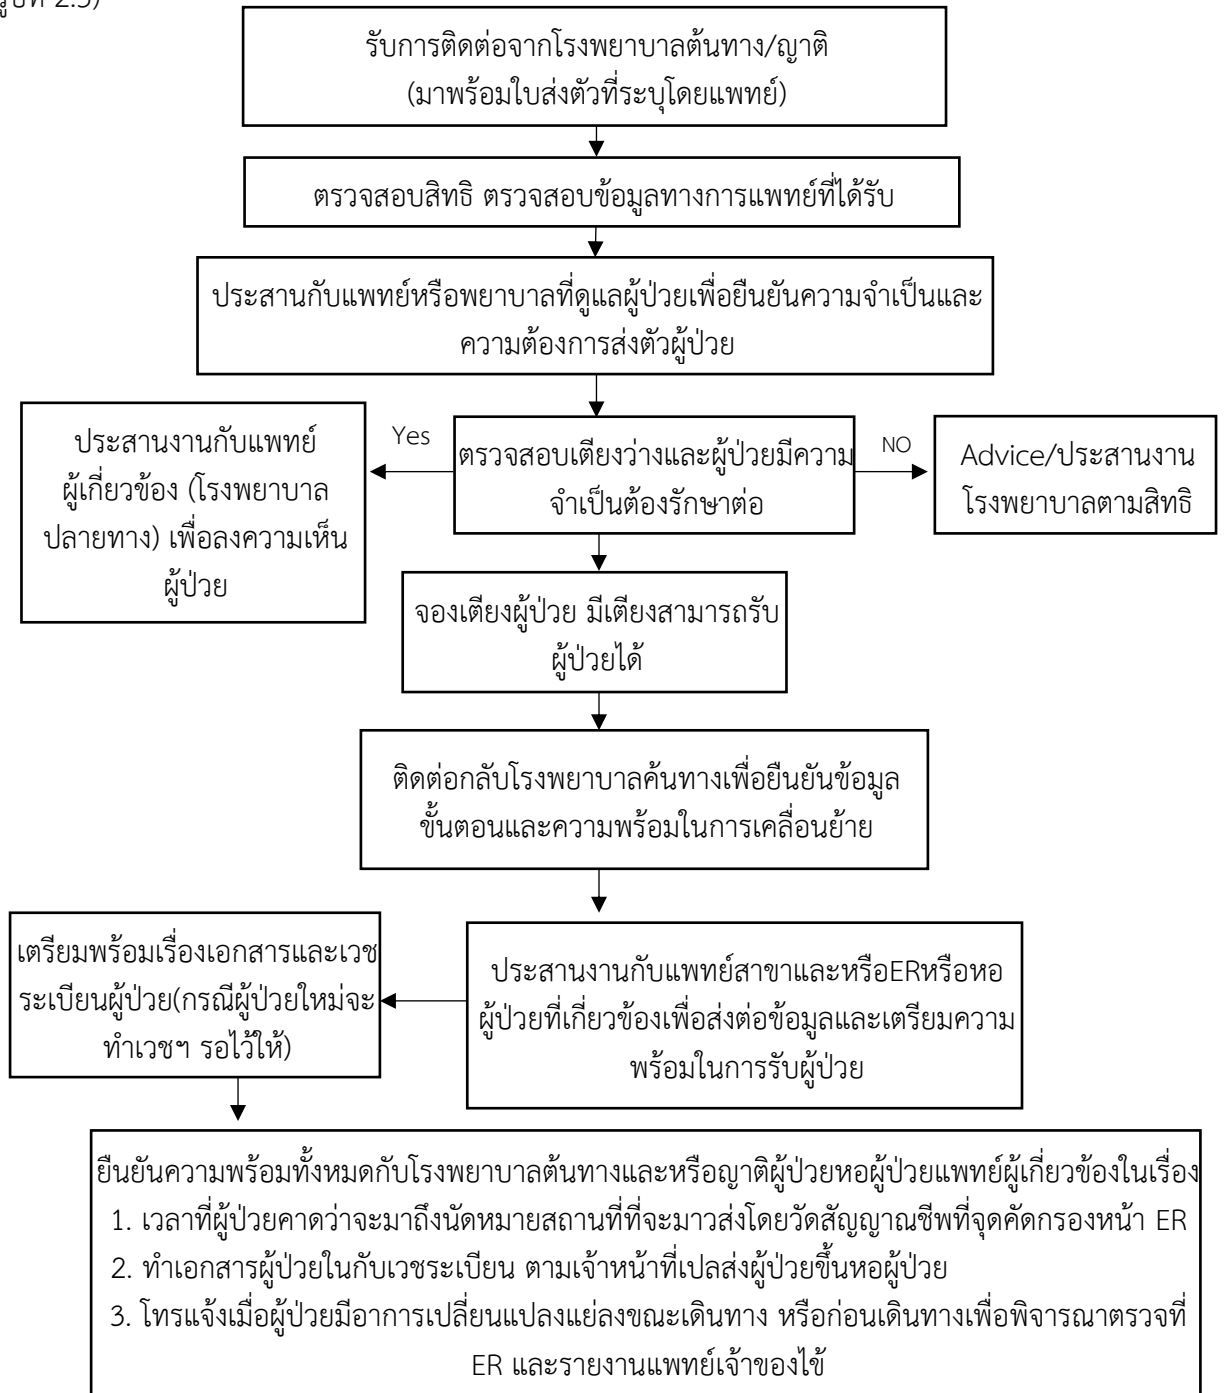 รูปที่ 2.5)
รับการติดต่อจากโรงพยาบาลต้นทาง/ญาติ
(มาพร้อมใบส่งตัวที่ระบุโดยแพทย์)
ตรวจสอบสิทธิ ตรวจสอบข้อมูลทางการแพทย์ที่ได้รับ
ประสานกับแพทย์หรือพยาบาลที่ดูแลผู้ป่วยเพื่อยืนยันความจำเป็นและ
ความต้องการส่งตัวผู้ป่วย
ประสานงานกับแพทย์
ผู้เกี่ยวข้อง (โรงพยาบาล
ปลายทาง) เพื่อลงความเห็น
ผู้ป่วย
Yes
ตรวจสอบเตียงว่างและผู้ป่วยมีความ
จำเป็นต้องรักษาต่อ
NO
Advice/ประสานงาน
โรงพยาบาลตามสิทธิ
จองเตียงผู้ป่วย มีเตียงสามารถรับ
ผู้ป่วยได้
ติดต่อกลับโรงพยาบาลค้นทางเพื่อยืนยันข้อมูล
ขั้นตอนและความพร้อมในการเคลื่อนย้าย
เตรียมพร้อมเรื่องเอกสารและเวช
ระเบียนผู้ป่วย(กรณีผู้ป่วยใหม่จะ
ทำเวชฯ รอไว้ให้)
ประสานงานกับแพทย์สาขาและหรือERหรือหอ
ผู้ป่วยที่เกี่ยวข้องเพื่อส่งต่อข้อมูลและเตรียมความ
พร้อมในการรับผู้ป่วย
ยืนยันความพร้อมทั้งหมดกับโรงพยาบาลต้นทางและหรือญาติผู้ป่วยหอผู้ป่วยแพทย์ผู้เกี่ยวข้องในเรื่อง
1. เวลาที่ผู้ป่วยคาดว่าจะมาถึงนัดหมายสถานที่ที่จะมาวส่งโดยวัดสัญญาณชีพที่จุดคัดกรองหน้า ER
2. ทำเอกสารผู้ป่วยในกับเวชระเบียน ตามเจ้าหน้าที่เปลส่งผู้ป่วยขึ้นหอผู้ป่วย
3. โทรแจ้งเมื่อผู้ป่วยมีอาการเปลี่ยนแปลงแย่ลงขณะเดินทาง หรือก่อนเดินทางเพื่อพิจารณาตรวจที่
ER และรายงานแพทย์เจ้าของไข้